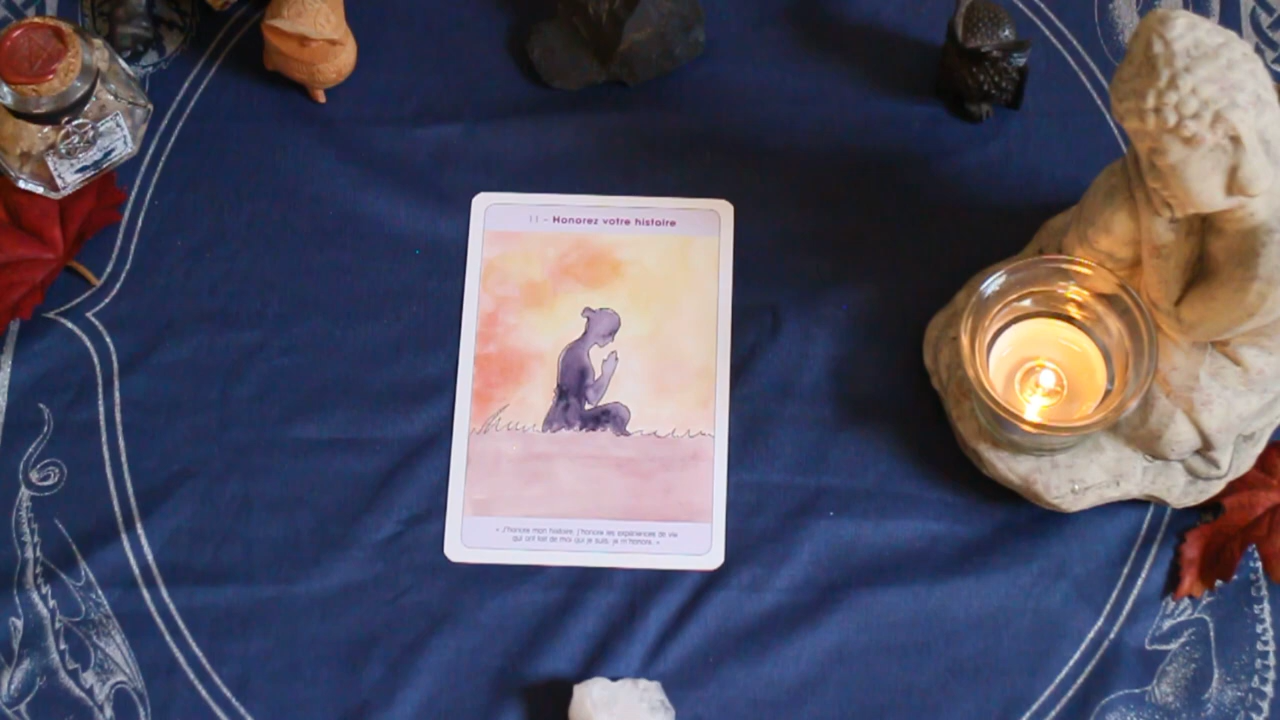 11 - Honorez votre histoire
« J'honore mon histoire, j'honore les expériences de vie
qui ont fait de moi qui je suis, je m'honore. »